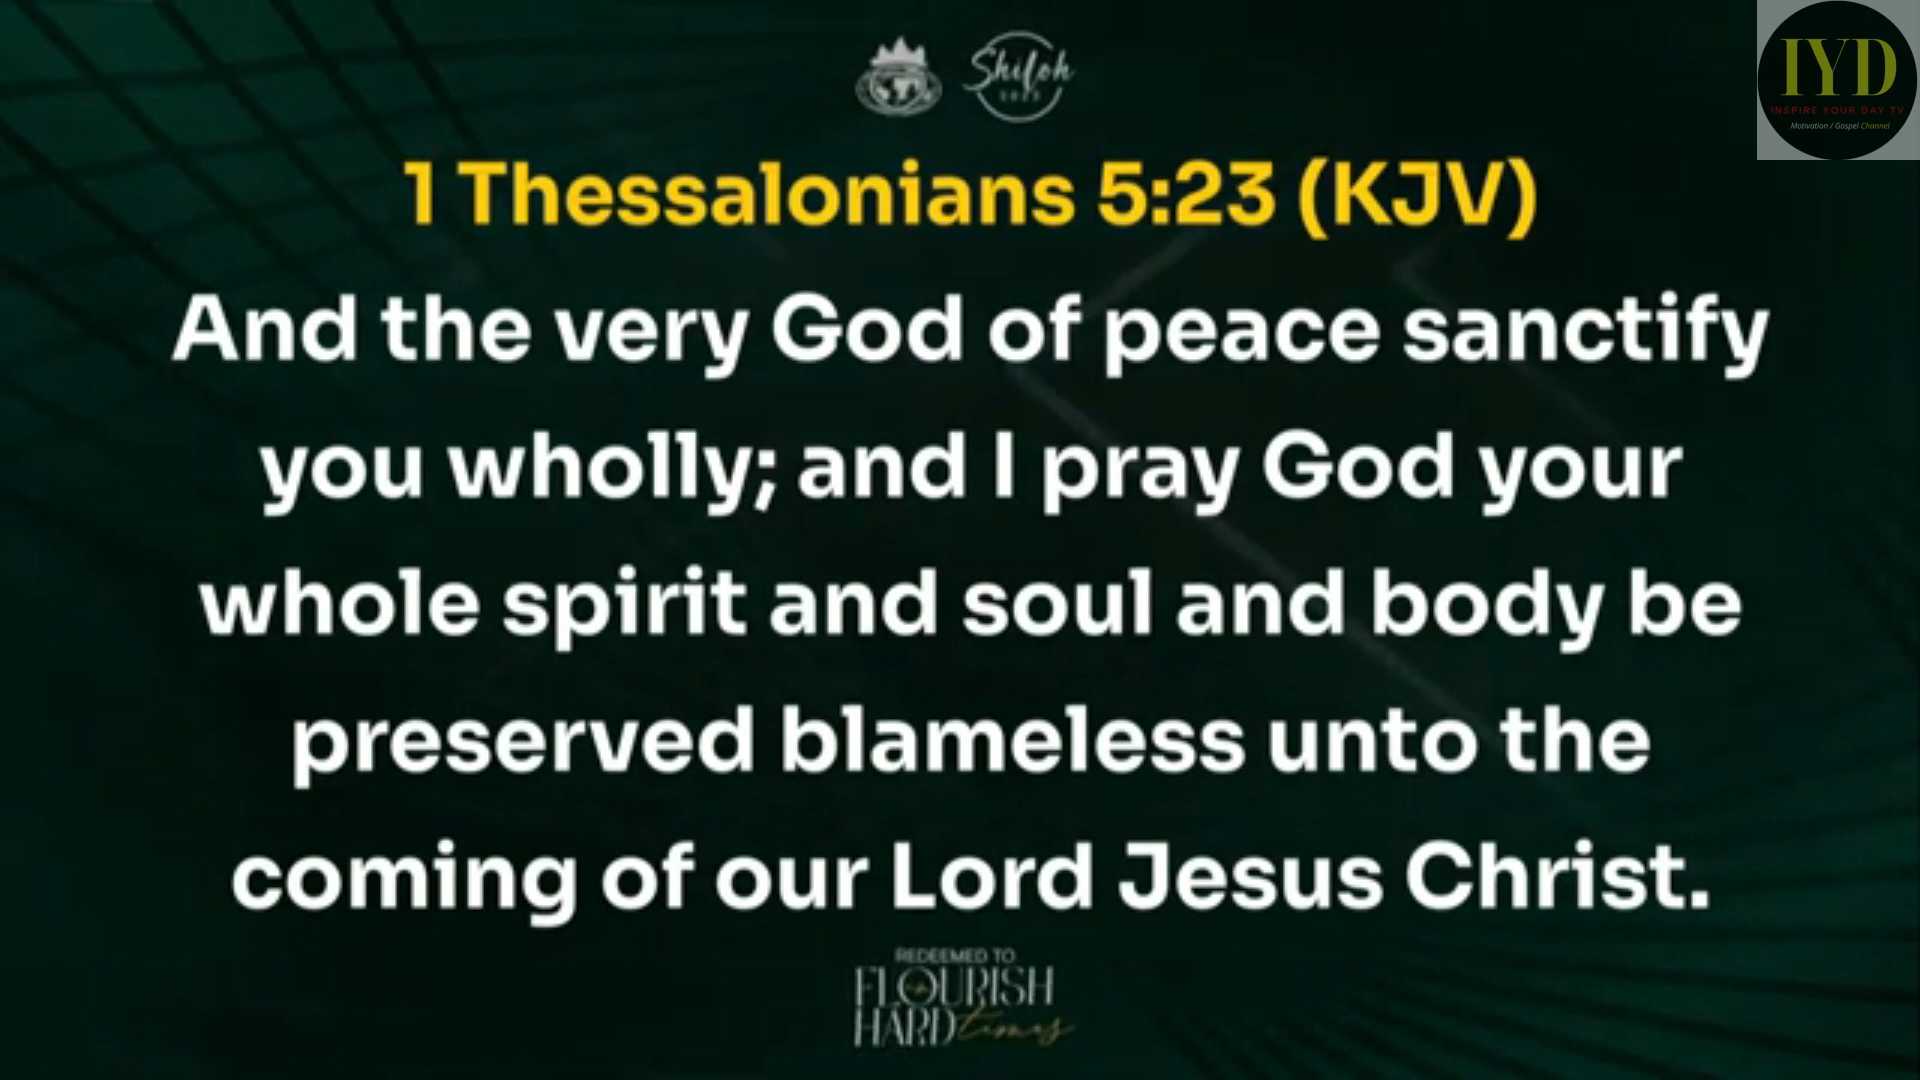 Shiloh
IYD
INSPIRE YOUR DAY TV
Motivation / Gospel Channel
1 Thessalonians 5:23 (KJV)
And the very God of peace sanctify
you wholly; and I pray God your
whole spirit and soul and body be
preserved blameless unto the
coming of our Lord Jesus Christ.
REDEEMED TO
FLOURISH
HARD times